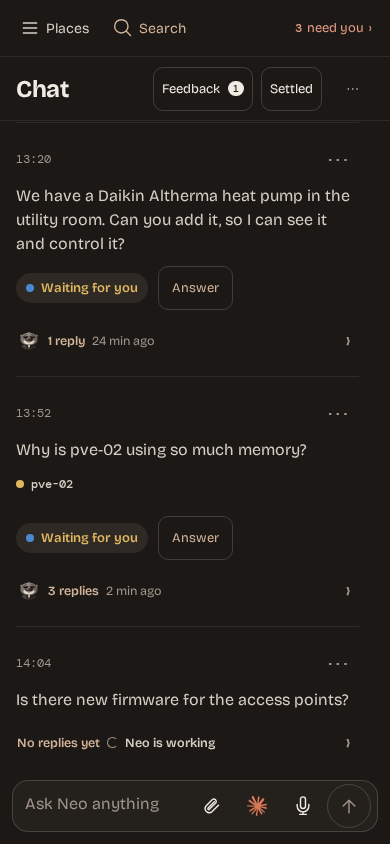 Places
Search
3 need you ›
Chat
Feedback 1
Settled
···
13:20
···
We have a Daikin Altherma heat pump in the
utility room. Can you add it, so I can see it
and control it?
Waiting for you
Answer
1 reply 24 min ago
›
13:52
···
Why is pve-02 using so much memory?
pve-02
Waiting for you
Answer
3 replies 2 min ago
›
14:04
···
Is there new firmware for the access points?
No replies yet
Neo is working
›
Ask Neo anything